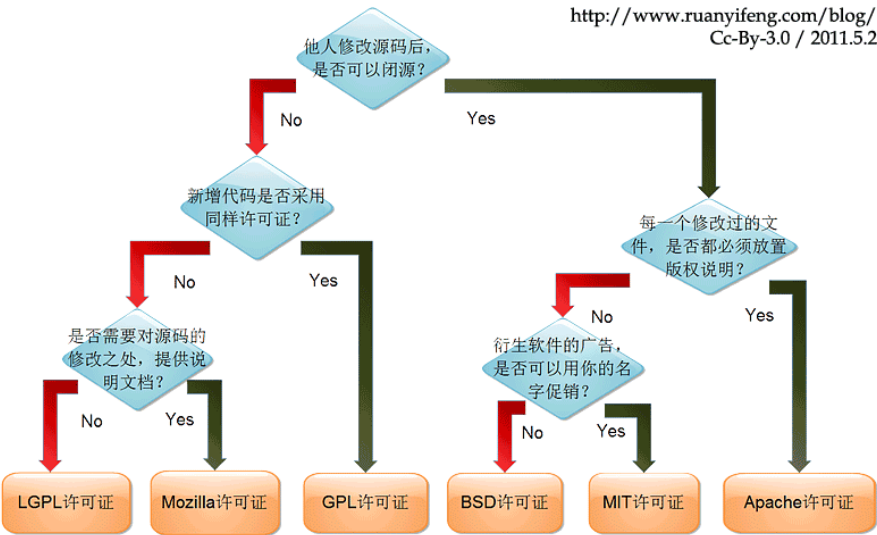 http://www.ruanyifeng.com/blog/
Cc-By-3.0 / 2011.5.2
他人修改源码后，
是否可以闭源？
No
Yes
新增代码是否采用
同样许可证？
每一个修改过的文
件，是否都必须放置
版权说明？
No
Yes
No
Yes
是否需要对源码的
修改之处，提供说
明文档？
衍生软件的广告，
是否可以用你的名
字促销？
No
Yes
No
Yes
LGPL许可证
Mozilla许可证
GPL许可证
BSD许可证
MIT许可证
Apache许可证